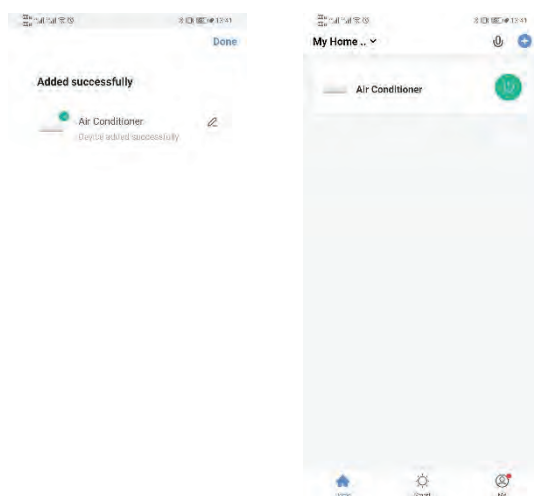 Done
Added successfully
Air Conditioner
Device added successfully
My Home ..
Air Conditioner